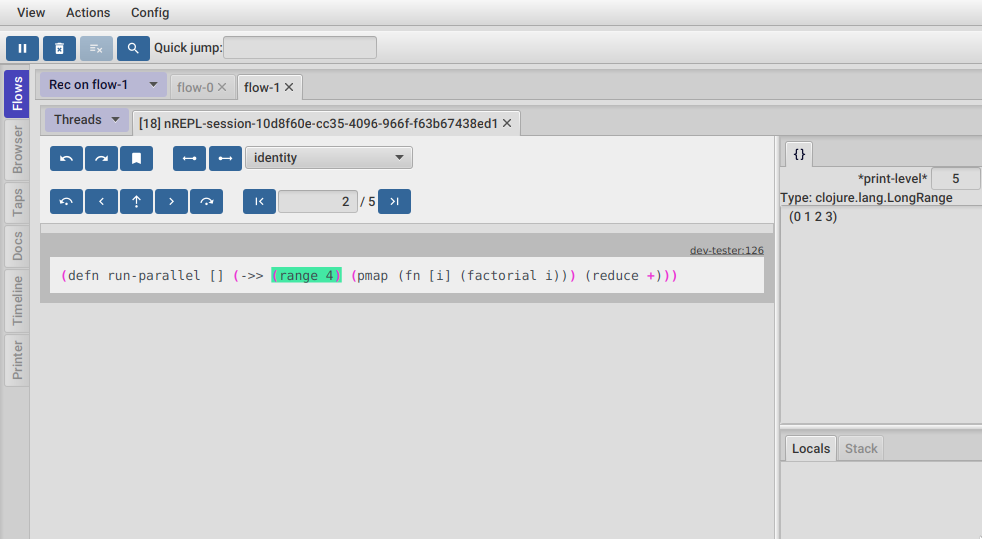 View Actions Config
Quick jump:
Flows
Browser
Taps
Docs
Timeline
Printer
Rec on flow-1 flow-0 flow-1
Threads [18] nREPL-session-10d8f60e-cc35-4096-966f-f63b67438ed1
identity
2 / 5
dev-tester:126
(defn run-parallel [] (->> (range 4) (pmap (fn [i] (factorial i))) (reduce +)))
{}
*print-level* 5
Type: clojure.lang.LongRange
(0 1 2 3)
Locals Stack